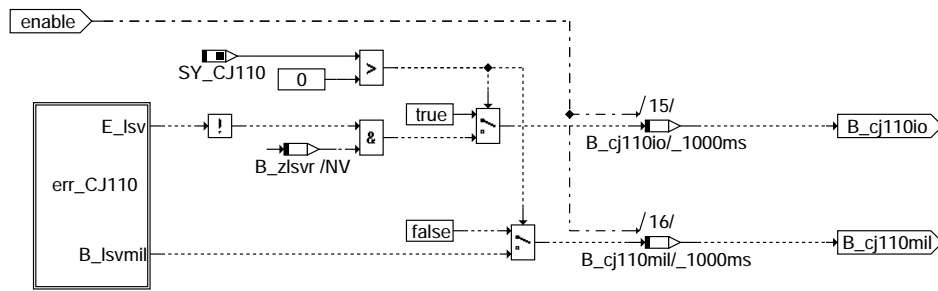 enable
SY_CJ110
0
>
/15/
true
B_cj110io/_1000ms
B_cj110io
E_lsv
!
&
B_zlsvr /NV
err_CJ110
/16/
false
B_lsvmil
B_cj110mil/_1000ms
B_cj110mil